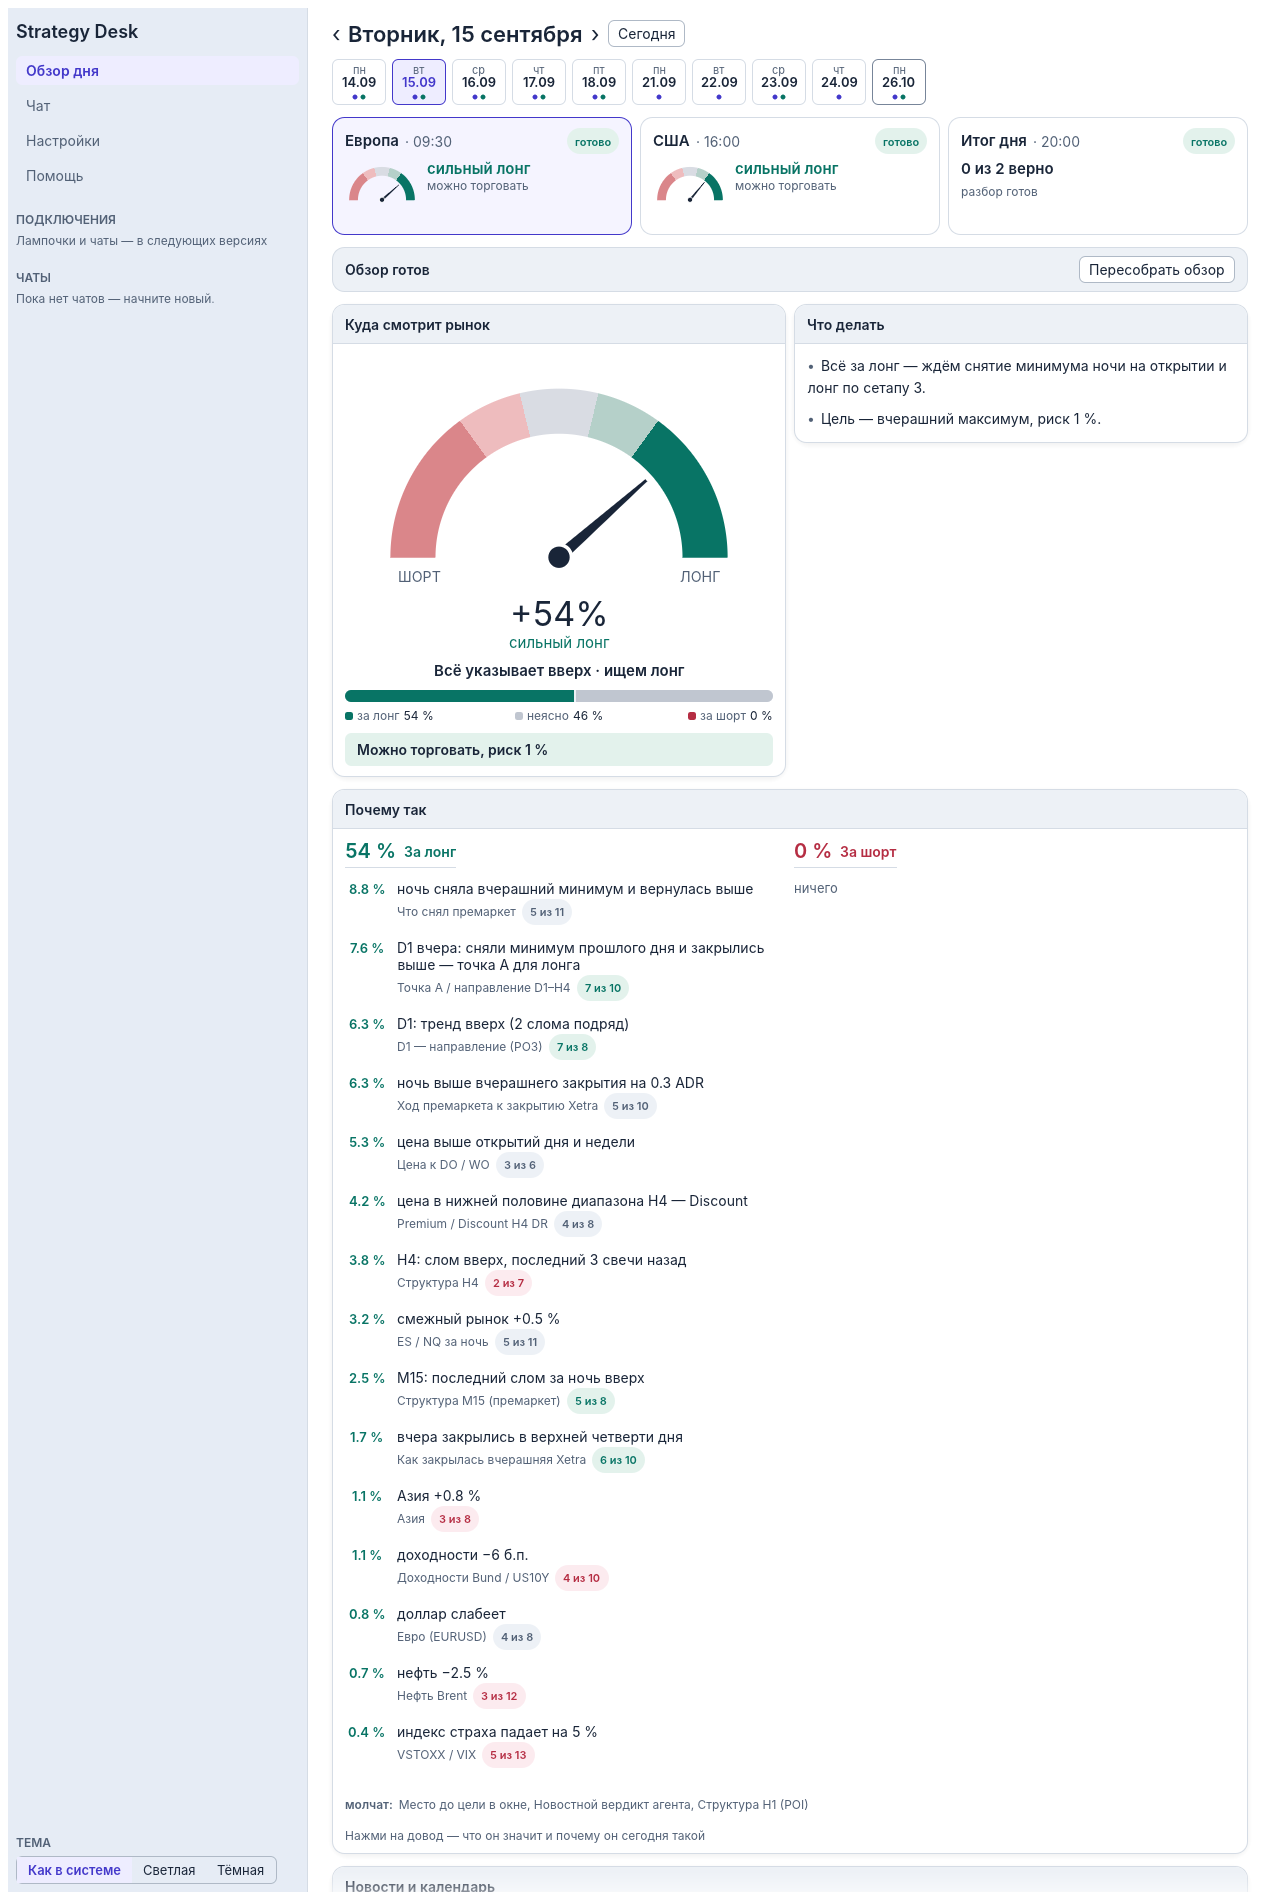 Strategy Desk
Обзор дня
Чат
Настройки
Помощь
ПОДКЛЮЧЕНИЯ
Лампочки и чаты — в следующих версиях
ЧАТЫ
Пока нет чатов — начните новый.
ТЕМА
Как в системе Светлая Тёмная
‹ Вторник, 15 сентября › Сегодня
пн вт ср чт пт пн вт ср чт пн
14.09 15.09 16.09 17.09 18.09 21.09 22.09 23.09 24.09 26.10
Европа · 09:30 готово
сильный лонг
можно торговать
США · 16:00 готово
сильный лонг
можно торговать
Итог дня · 20:00 готово
0 из 2 верно
разбор готов
Обзор готов Пересобрать обзор
Куда смотрит рынок
ШОРТ ЛОНГ
+54%
сильный лонг
Всё указывает вверх · ищем лонг
за лонг 54 % неясно 46 % за шорт 0 %
Можно торговать, риск 1 %
Что делать
• Всё за лонг — ждём снятие минимума ночи на открытии и
лонг по сетапу 3.
• Цель — вчерашний максимум, риск 1 %.
Почему так
54 % За лонг
8.8 % ночь сняла вчерашний минимум и вернулась выше
Что снял премаркет 5 из 11
7.6 % D1 вчера: сняли минимум прошлого дня и закрылись
выше — точка А для лонга
Точка А / направление D1–H4 7 из 10
6.3 % D1: тренд вверх (2 слома подряд)
D1 — направление (РОЗ) 7 из 8
6.3 % ночь выше вчерашнего закрытия на 0.3 ADR
Ход премаркета к закрытию Xetra 5 из 10
5.3 % цена выше открытий дня и недели
Цена к DO / WO 3 из 6
4.2 % цена в нижней половине диапазона H4 — Discount
Premium / Discount H4 DR 4 из 8
3.8 % H4: слом вверх, последний 3 свечи назад
Структура H4 2 из 7
3.2 % смежный рынок +0.5 %
ES / NQ за ночь 5 из 11
2.5 % M15: последний слом за ночь вверх
Структура M15 (премаркет) 5 из 8
1.7 % вчера закрылись в верхней четверти дня
Как закрылась вчерашняя Xetra 6 из 10
1.1 % Азия +0.8 %
Азия 3 из 8
1.1 % доходности −6 б.п.
Доходности Bund / US10Y 4 из 10
0.8 % доллар слабеет
Евро (EURUSD) 4 из 8
0.7 % нефть −2.5 %
Нефть Brent 3 из 12
0.4 % индекс страха падает на 5 %
VSTOXX / VIX 5 из 13
0 % За шорт
ничего
молчат: Место до цели в окне, Новостной вердикт агента, Структура H1 (POI)
Нажми на довод — что он значит и почему он сегодня такой
Новости и календарь